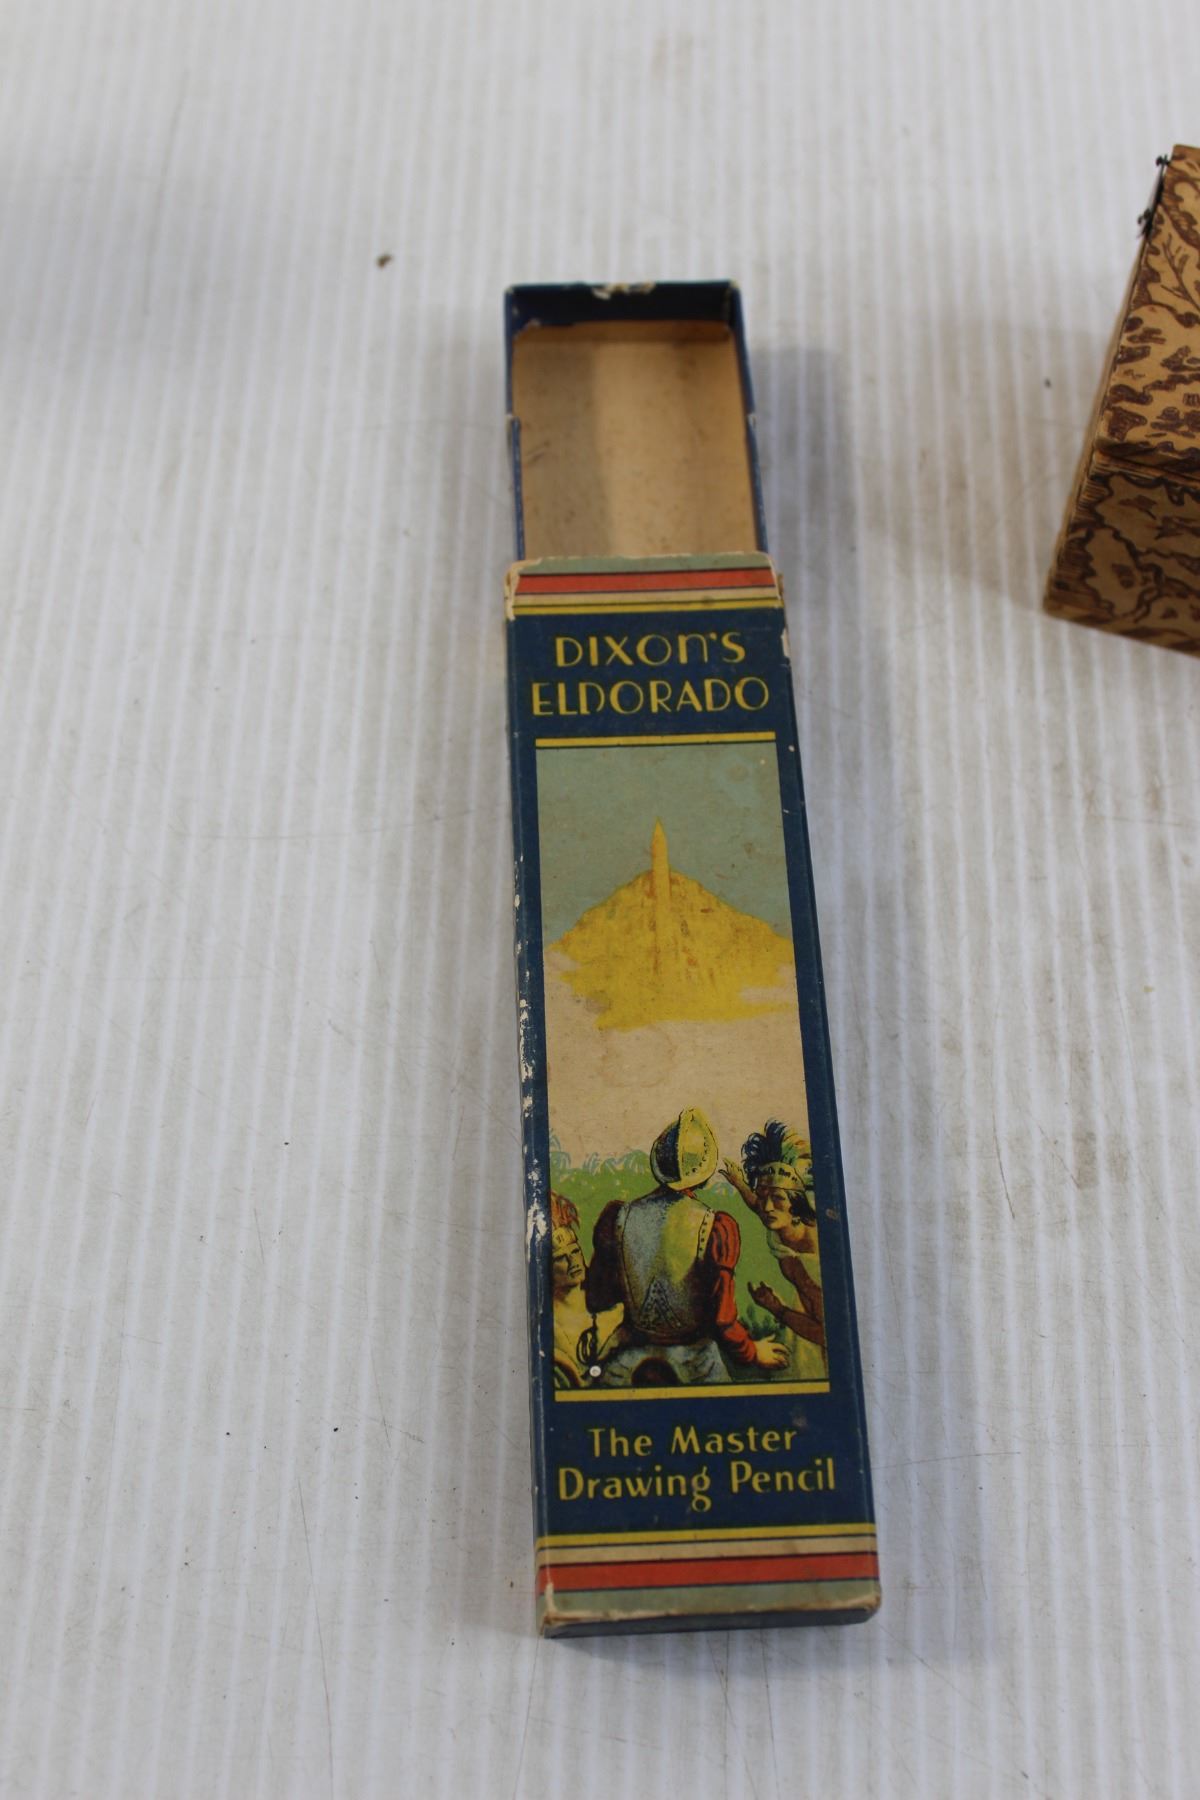 DIXON'S
ELDORADO
The Master
Drawing Pencil